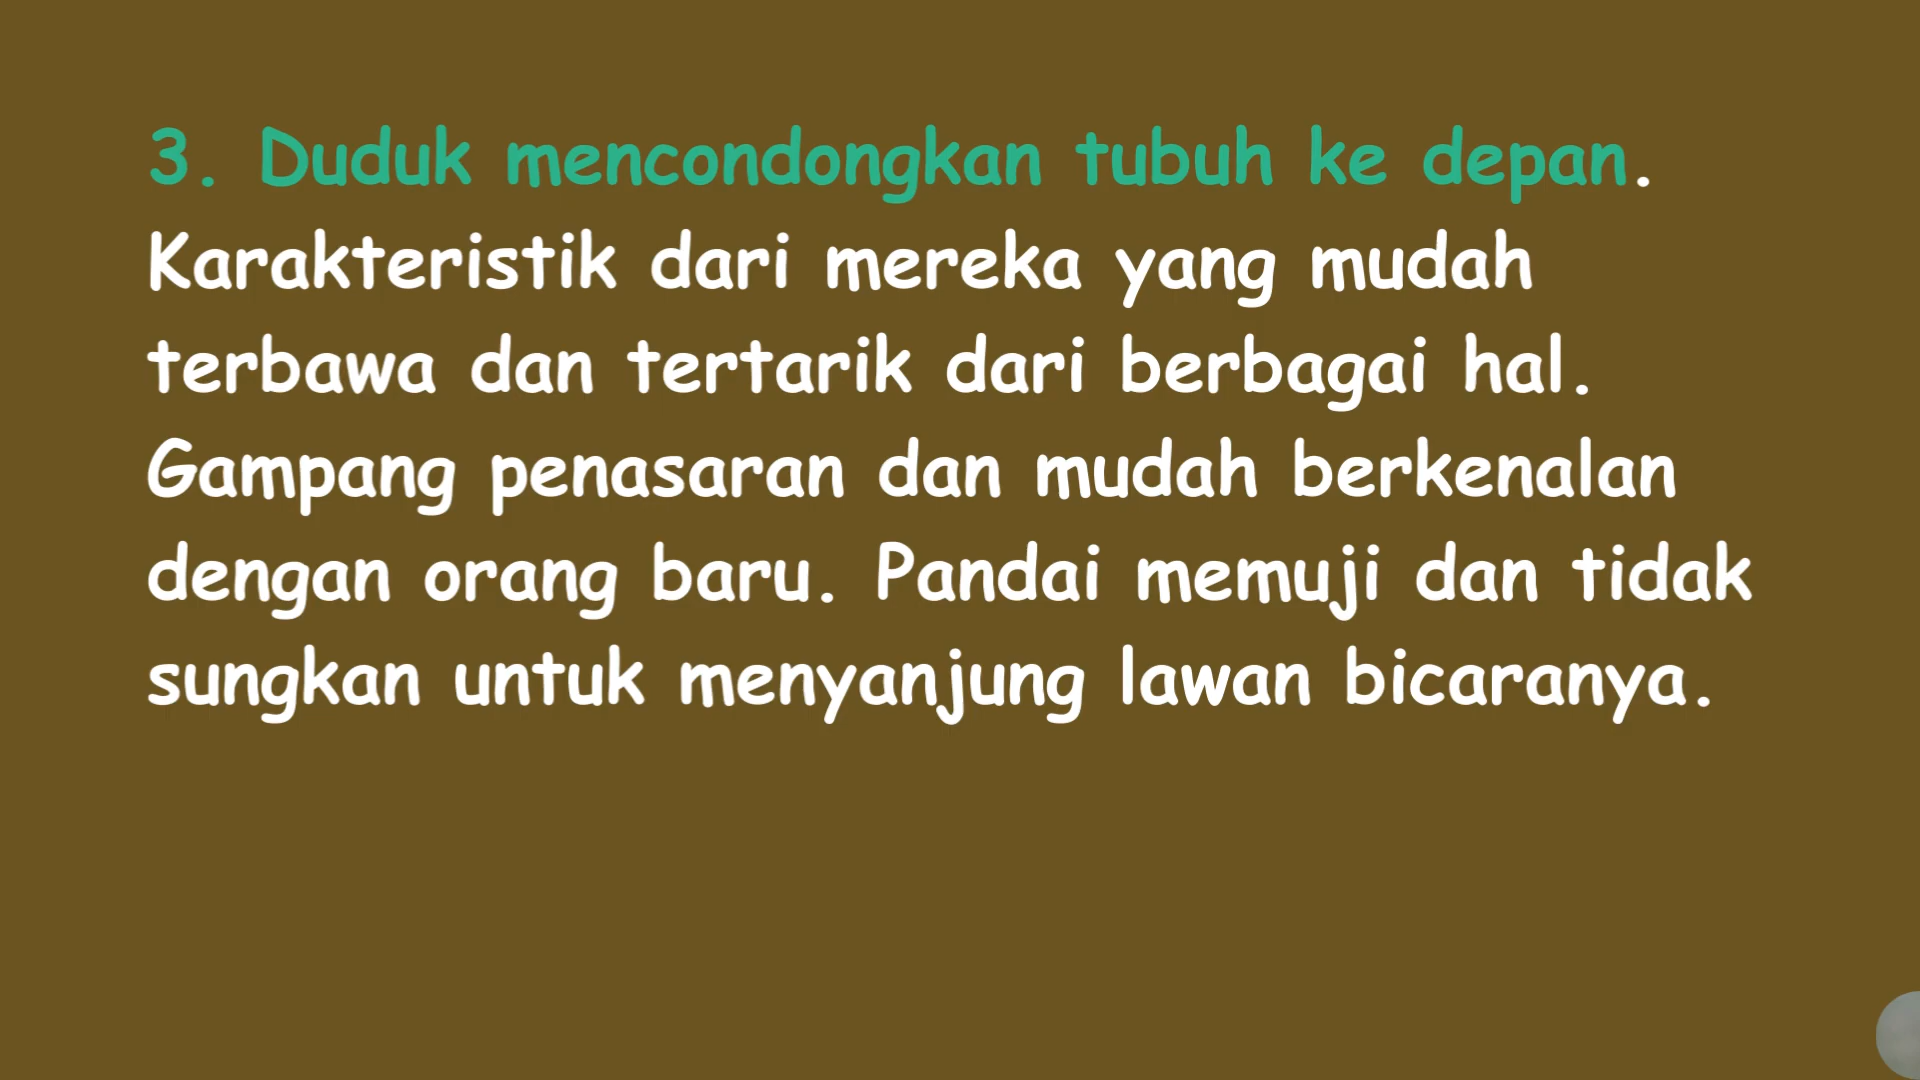 3. Duduk mencondongkan tubuh ke depan.
Karakteristik dari mereka yang mudah
terbawa dan tertarik dari berbagai hal.
Gampang penasaran dan mudah berkenalan
dengan orang baru. Pandai memuji dan tidak
sungkan untuk menyanjung lawan bicaranya.